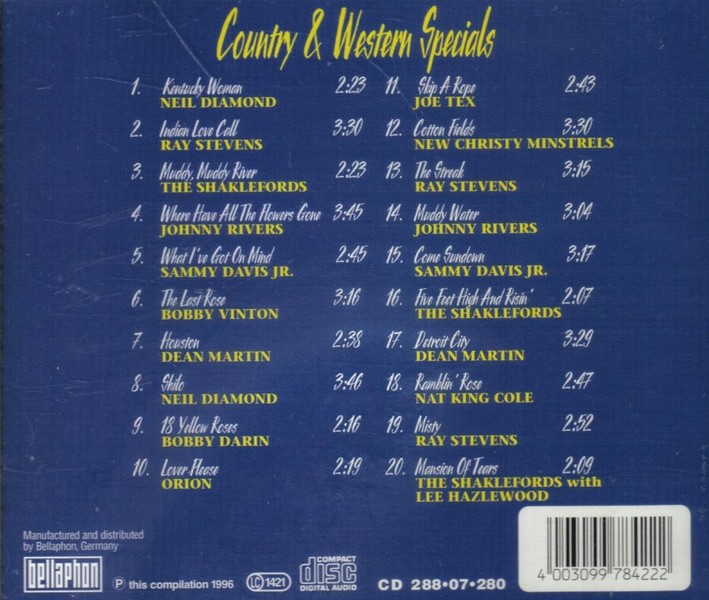 Country & Western Specials
1. Kentucky Woman 2:23
NEIL DIAMOND
2. Indian Love Call 3:30
RAY STEVENS
3. Muddy, Muddy River 2:23
THE SHAKLEFORDS
4. Where Have All The Flowers Gone 3:45
JOHNNY RIVERS
5. What I've Got On Mind 2:45
SAMMY DAVIS JR.
6. The Last Rose 3:16
BOBBY VINTON
7. Houston 2:38
DEAN MARTIN
8. Shilo 3:46
NEIL DIAMOND
9. 18 Yellow Roses 2:16
BOBBY DARIN
10. Lover Please 2:19
ORION
11. Skip A Rope 2:43
JOE TEX
12. Cotton Fields 3:30
NEW CHRISTY MINSTRELS
13. The Streak 3:15
RAY STEVENS
14. Muddy Water 3:04
JOHNNY RIVERS
15. Come Sundown 3:17
SAMMY DAVIS JR.
16. Five Feet High And Risin' 2:07
THE SHAKLEFORDS
17. Detroit City 3:29
DEAN MARTIN
18. Ramblin' Rose 2:47
NAT KING COLE
19. Misty 2:52
RAY STEVENS
20. Mansion Of Tears 2:09
THE SHAKLEFORDS with
LEE HAZLEWOOD
Manufactured and distributed
by Bellaphon, Germany
bellaphon
P this compilation 1996
LC 1421
COMPACT
disc
DIGITAL AUDIO
CD 288·07·280
4 003099 784222